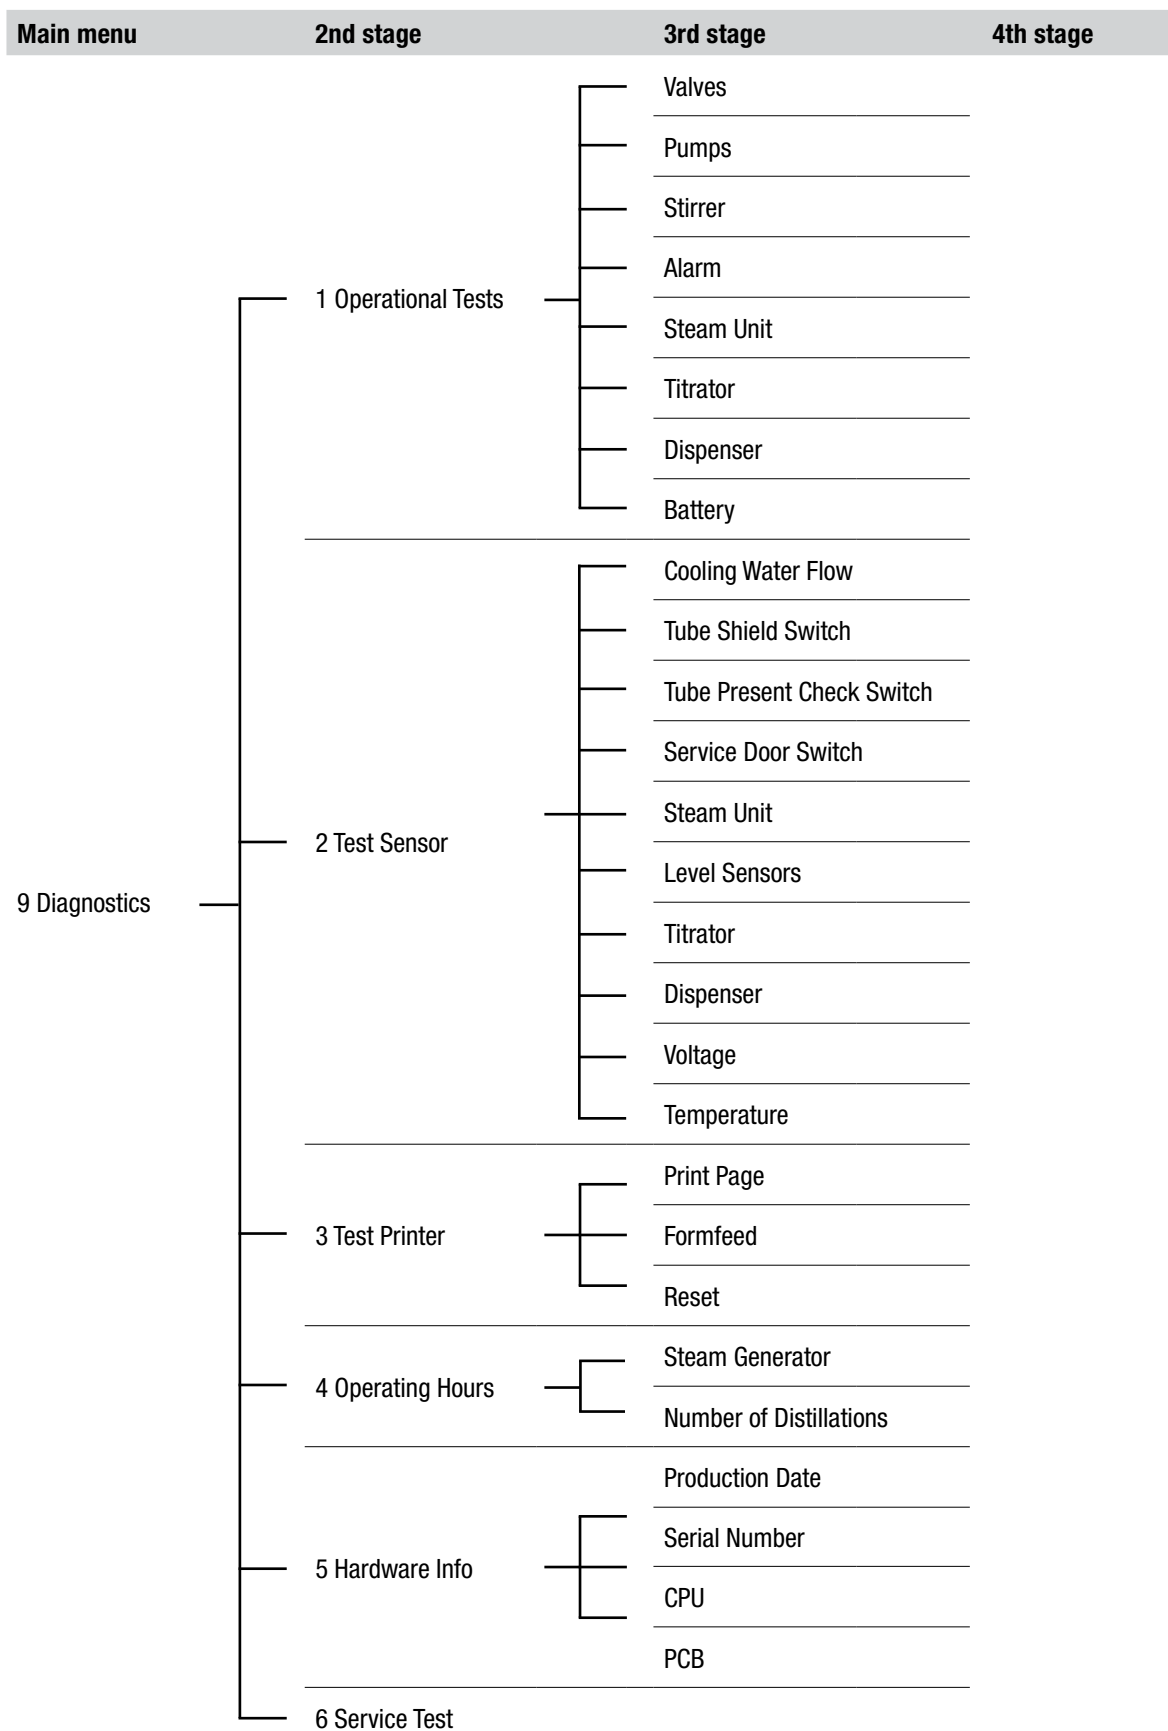 Main menu 2nd stage 3rd stage 4th stage
Valves
Pumps
Stirrer
Alarm
1 Operational Tests
Steam Unit
Titrator
Dispenser
Battery
Cooling Water Flow
Tube Shield Switch
Tube Present Check Switch
Service Door Switch
Steam Unit
2 Test Sensor
Level Sensors
9 Diagnostics
Titrator
Dispenser
Voltage
Temperature
Print Page
3 Test Printer Formfeed
Reset
Steam Generator
4 Operating Hours
Number of Distillations
Production Date
Serial Number
5 Hardware Info
CPU
PCB
6 Service Test